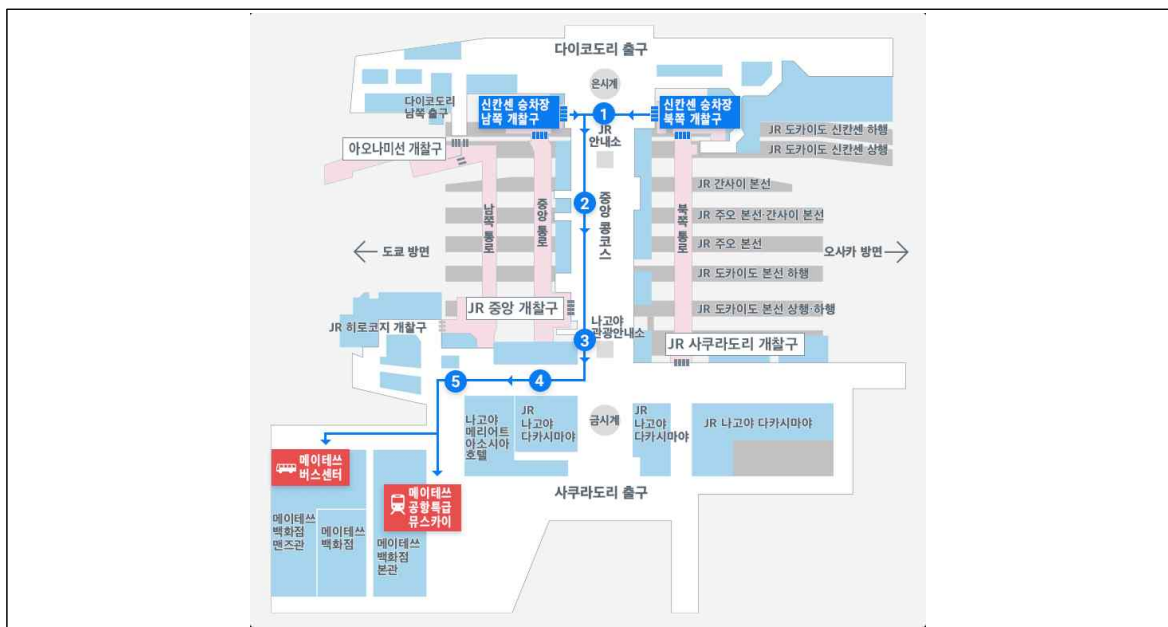 다이코도리 출구
은시계
다이코도리
남쪽 출구
신칸센 승차장
남쪽 개찰구
1
신칸센 승차장
북쪽 개찰구
JR
안내소
JR 도카이도 신칸센 하행
JR 도카이도 신칸센 상행
아오나미선 개찰구
JR 간사이 본선
2
남쪽 통로
중앙 통로
중앙 콩코스
북쪽 통로
JR 주오 본선·간사이 본선
JR 주오 본선
도쿄 방면
오사카 방면
JR 도카이도 본선 하행
JR 도카이도 본선 상행·하행
JR 중앙 개찰구
나고야
관광안내소
JR 히로코지 개찰구
3
JR 사쿠라도리 개찰구
5
4
나고야
메리어트
아소시아
호텔
JR
나고야
다카시마야
금시계
JR
나고야
다카시마야
JR 나고야 다카시마야
사쿠라도리 출구
메이테쓰
버스센터
메이테쓰
공항특급
뮤스카이
메이테쓰
백화점
맨즈관
메이테쓰
백화점
메이테쓰
백화점
본관